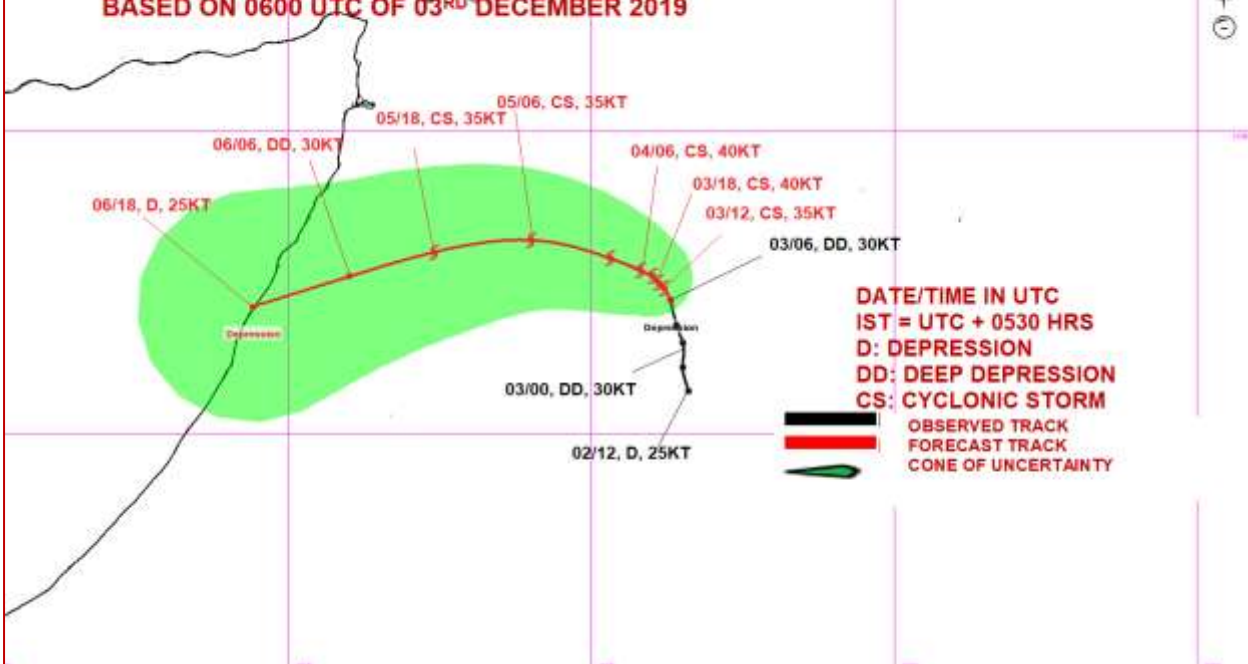 BASED ON 0600 UTC OF 03RD DECEMBER 2019
05/06, CS, 35KT
05/18, CS, 35KT
06/06, DD, 30KT
04/06, CS, 40KT
03/18, CS, 40KT
06/18, D, 25KT
03/12, CS, 35KT
03/06, DD, 30KT
DATE/TIME IN UTC
IST = UTC + 0530 HRS
D: DEPRESSION
DD: DEEP DEPRESSION
CS: CYCLONIC STORM
OBSERVED TRACK
FORECAST TRACK
CONE OF UNCERTAINTY
Depression
Depression
03/00, DD, 30KT
02/12, D, 25KT